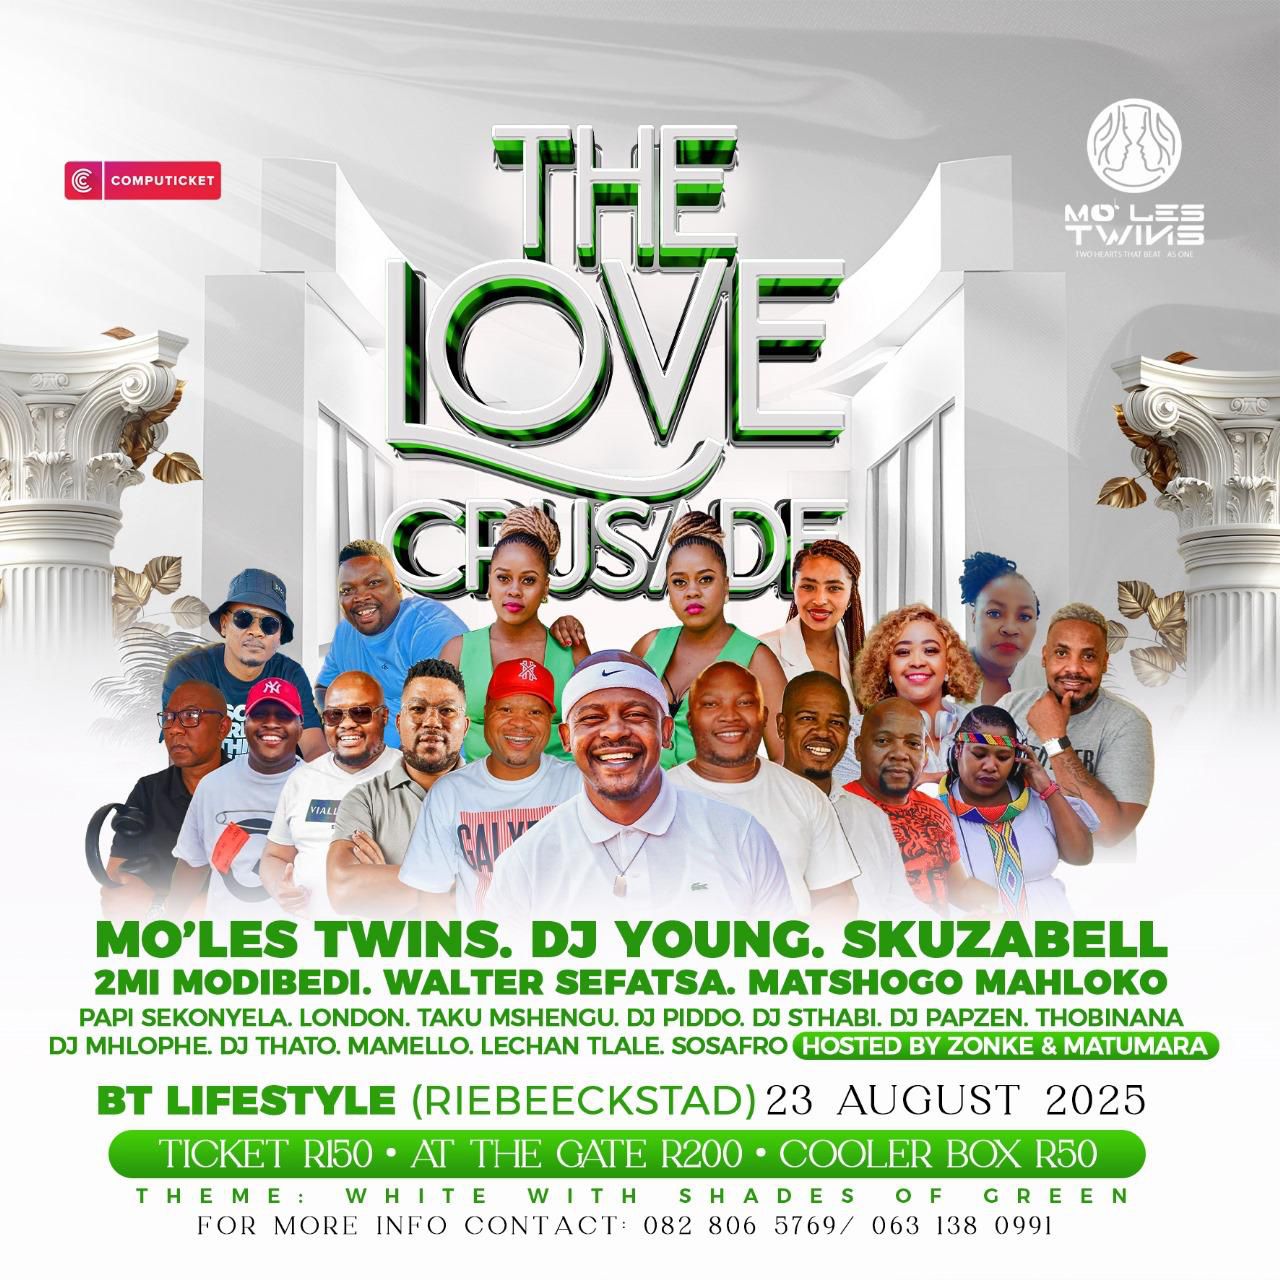 COMPUTICKET
MO'LES
TWINS
TWO HEARTS THAT BEAT AS ONE
THE
LOVE
CRUSADE
NY
VIALL
GALXE
MO'LES TWINS. DJ YOUNG. SKUZABELL
2MI MODIBEDI. WALTER SEFATSA. MATSHOGO MAHLOKO
PAPI SEKONYELA. LONDON. TAKU MSHENGU. DJ PIDDO. DJ STHABI. DJ PAPZEN. THOBINANA
DJ MHLOPHE. DJ THATO. MAMELLO. LECHAN TLALE. SOSAFRO HOSTED BY ZONKE & MATUMARA
BT LIFESTYLE (RIEBEECKSTAD) 23 AUGUST 2025
TICKET R150 • AT THE GATE R200 • COOLER BOX R50
THEME: WHITE WITH SHADES OF GREEN
FOR MORE INFO CONTACT: 082 806 5769/ 063 138 0991